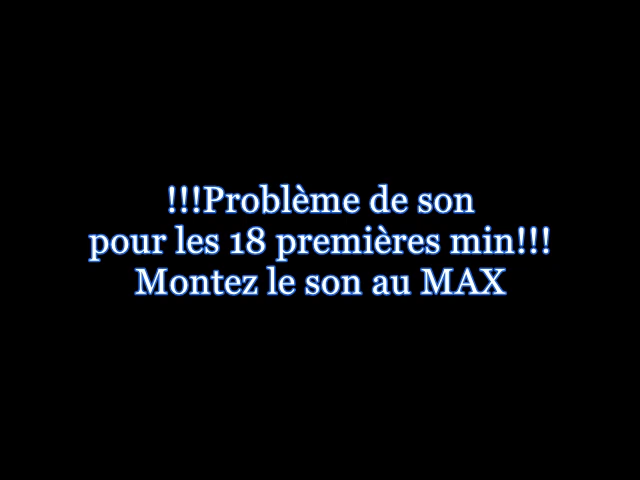 !!!Problème de son
pour les 18 premières min!!!
Montez le son au MAX